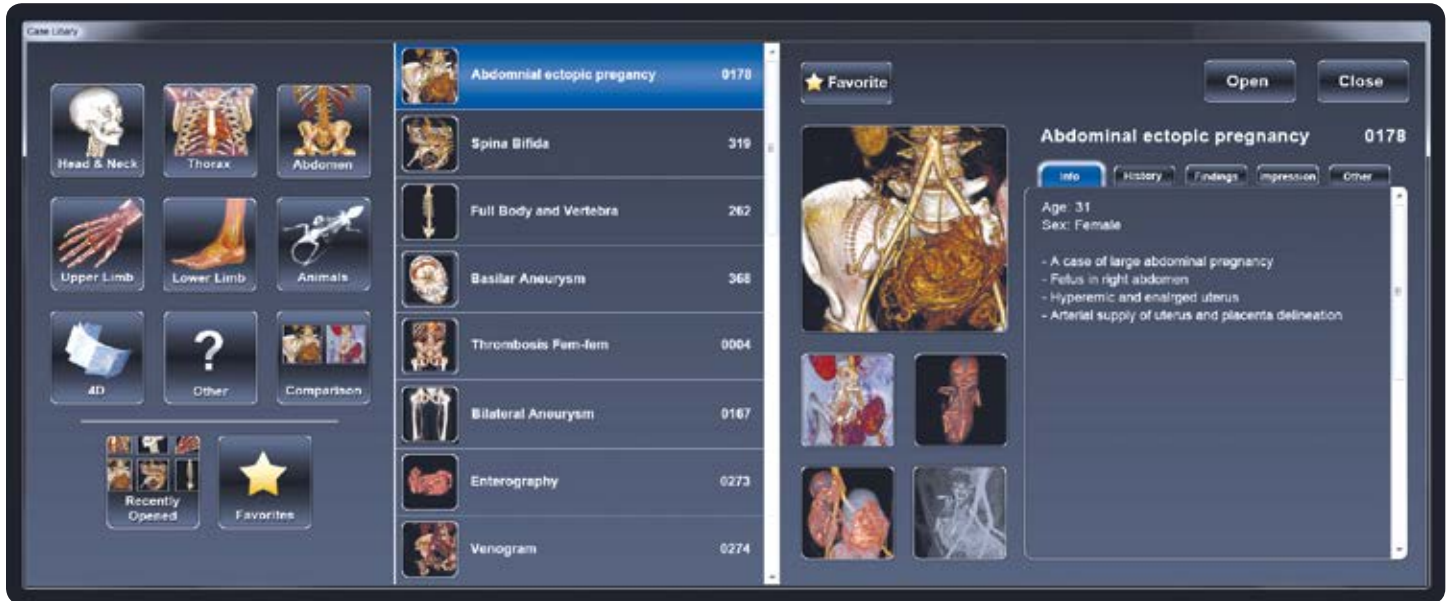 Case Libary
Head & Neck
Thorax
Abdomen
Upper Limb
Lower Limb
Animals
4D
?
Other
Comparison
Recently
Opened
Favorites
Abdomnial ectopic pregancy 0178
Spina Bifida 319
Full Body and Vertebra 262
Basilar Aneurysm 368
Thrombosis Fem-fem 0004
Bilateral Aneurysm 0167
Enterography 0273
Venogram 0274
Favorite
Open
Close
Abdominal ectopic pregnancy 0178
Info
History
Findings
Impression
Other
Age: 31
Sex: Female
- A case of large abdominal pregnancy
- Fetus in right abdomen
- Hyperemic and enalrged uterus
- Arterial supply of uterus and placenta delineation